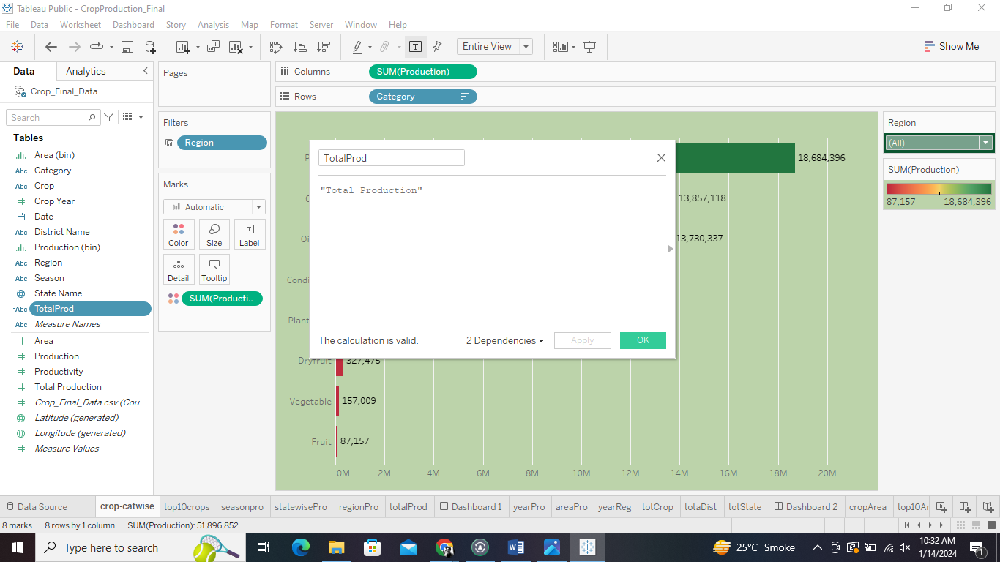 Tableau Public - CropProduction_Final
File Data Worksheet Dashboard Story Analysis Map Format Server Window Help
Entire View
Show Me
Data Analytics
Crop_Final_Data
Search
Tables
Area (bin)
Category
Crop
Crop Year
Date
District Name
Production (bin)
Region
Season
State Name
TotalProd
Measure Names
Area
Production
Productivity
Total Production
Crop_Final_Data.csv (Cou...
Latitude (generated)
Longitude (generated)
Measure Values
Abc
Abc
Abc
Abc
Abc
=Abc
Abc
Pages
Filters
Region
Marks
Automatic
Color Size Label
Detail Tooltip
SUM(Producti..
Columns SUM(Production)
Rows Category
TotalProd
"Total Production"
The calculation is valid. 2 Dependencies Apply OK
18,684,396
13,857,118
13,730,337
Oi
Condi
Plant
Dryfruit 327,475
Vegetable 157,009
Fruit 87,157
0M 2M 4M 6M 8M 10M 12M 14M 16M 18M 20M
Region
(All)
SUM(Production)
87,157 18,684,396
Data Source crop-catwise top10crops seasonpro statewisePro regionPro totalProd Dashboard 1 yearPro areaPro yearReg totCrop totaDist totState Dashboard 2 cropArea top10Ar
8 marks 8 rows by 1 column SUM(Production): 51,896,852
Type here to search
25°C Smoke
10:32 AM
1/14/2024
1